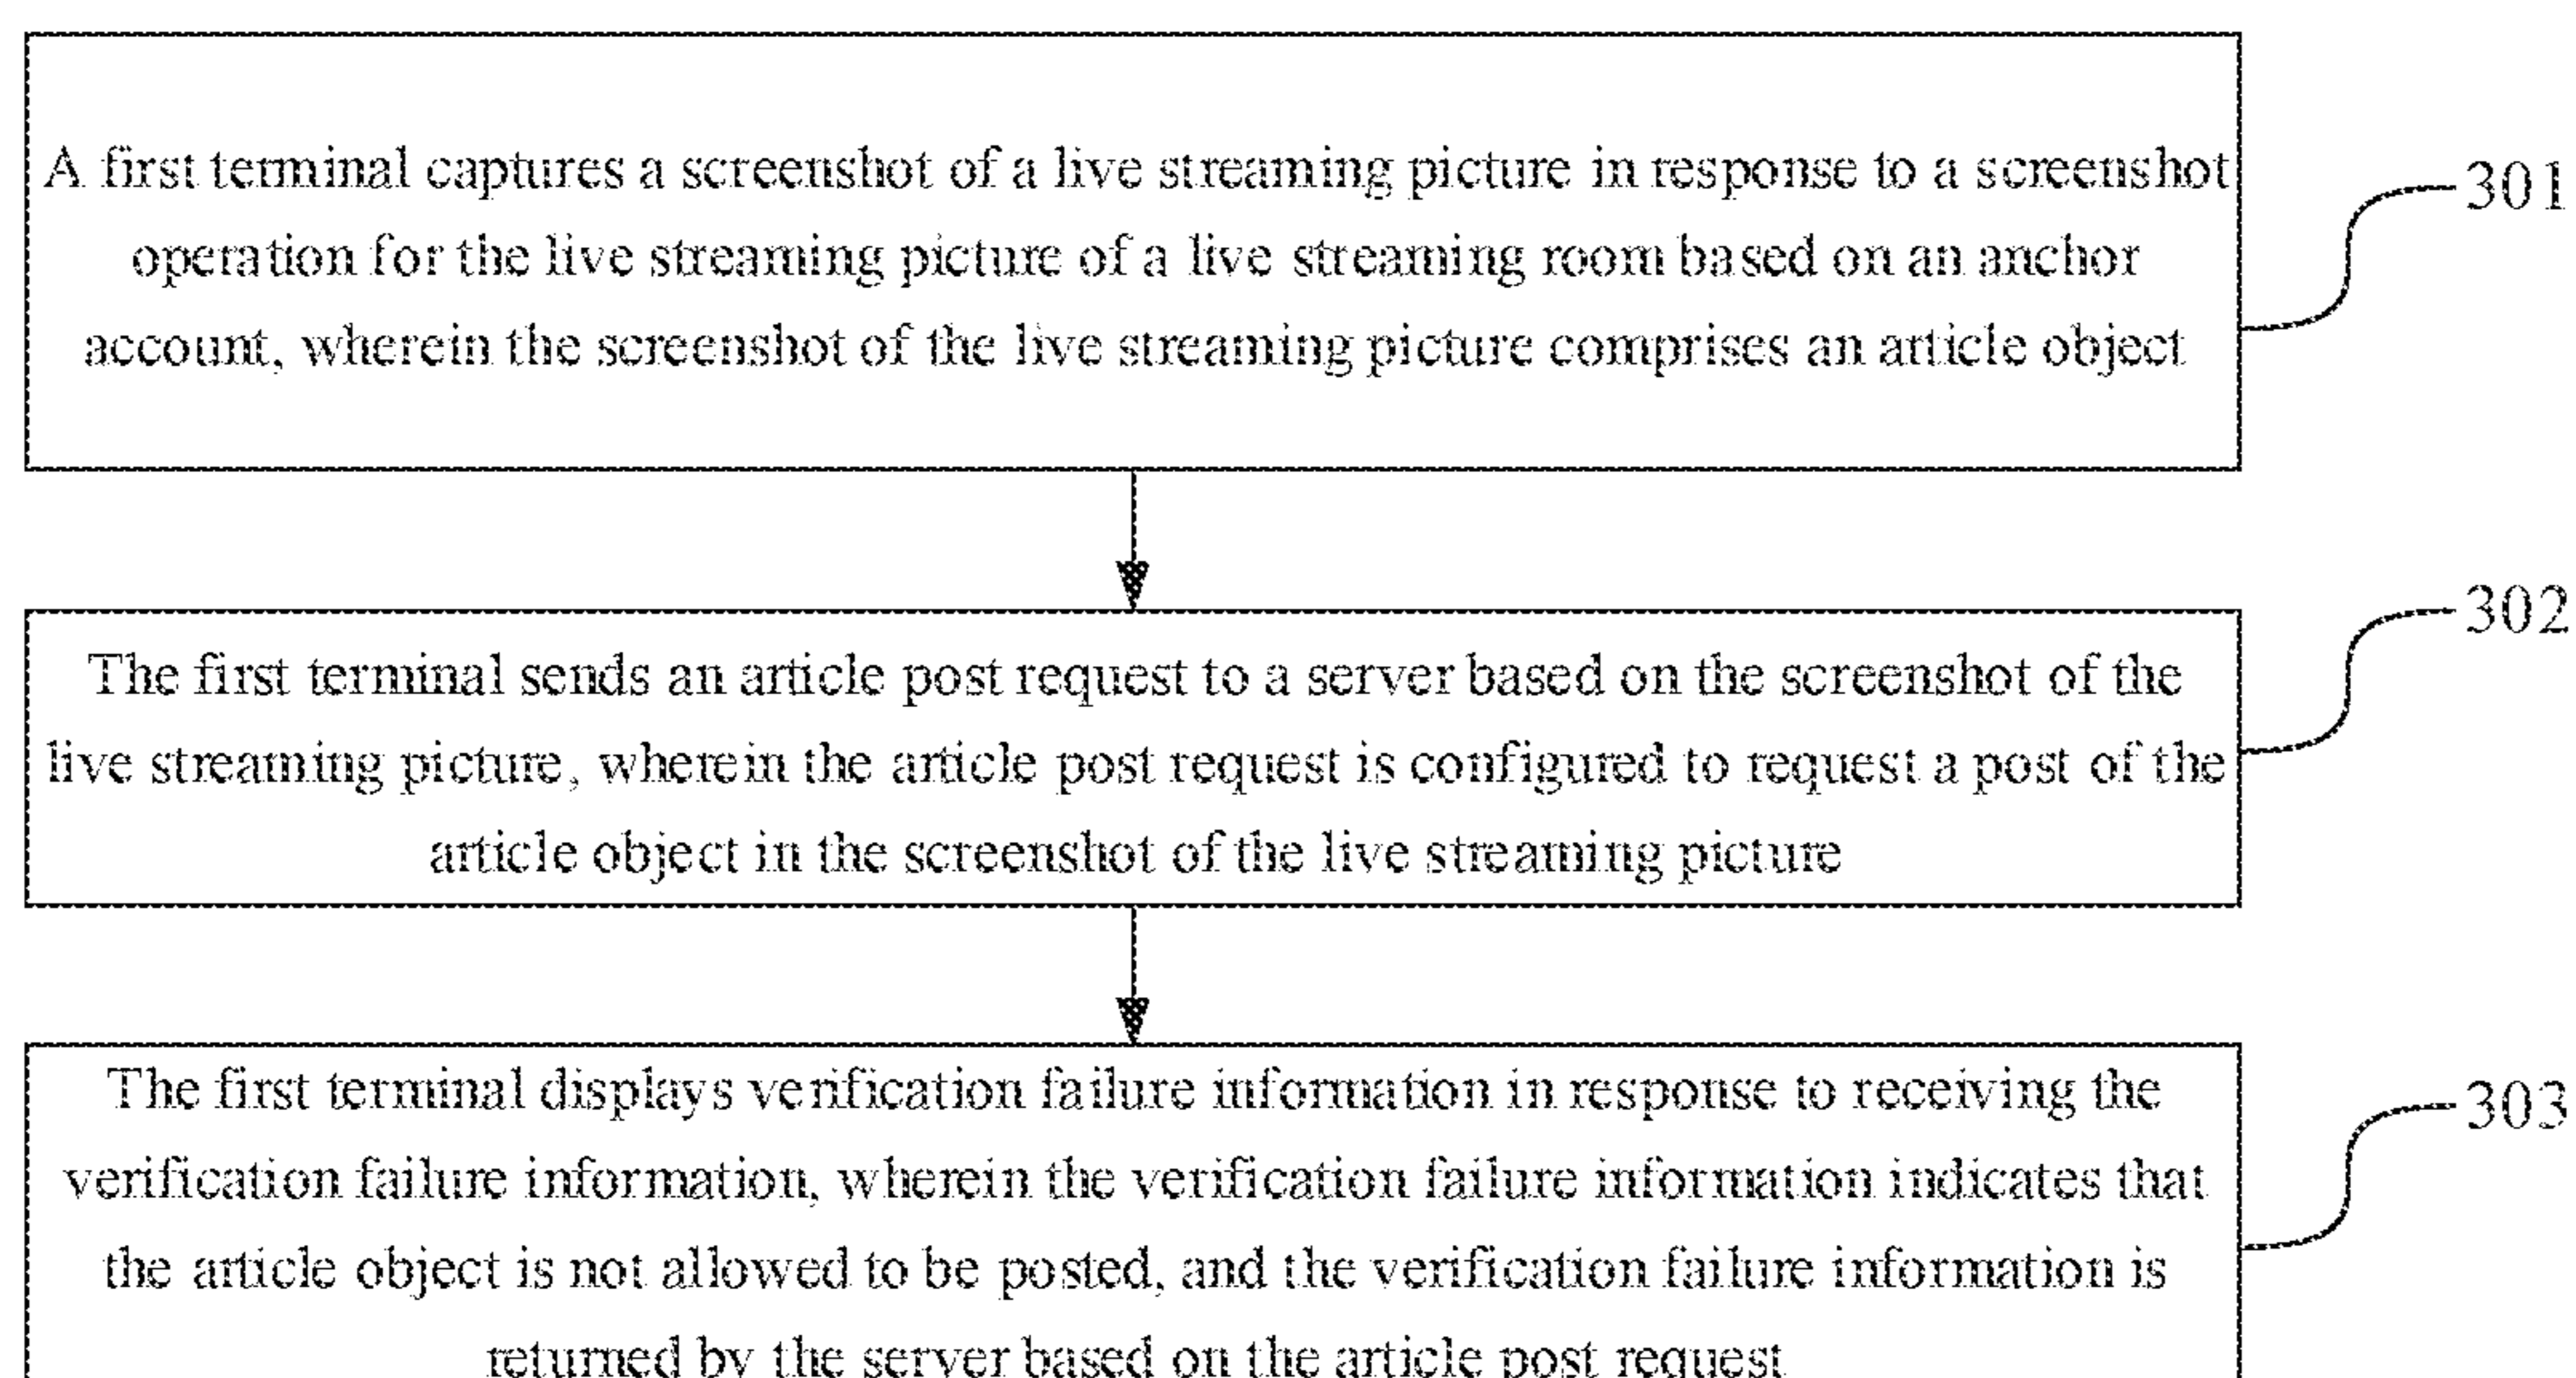 A first terminal captures a screenshot of a live streaming picture in response to a screenshot
operation for the live streaming picture of a live streaming room based on an anchor
account, wherein the screenshot of the live streaming picture comprises an article object
301
The first terminal sends an article post request to a server based on the screenshot of the
live streaming picture, wherein the article post request is configured to request a post of the
article object in the screenshot of the live streaming picture
302
The first terminal displays verification failure information in response to receiving the
verification failure information, wherein the verification failure information indicates that
the article object is not allowed to be posted, and the verification failure information is
returned by the server based on the article post request
303